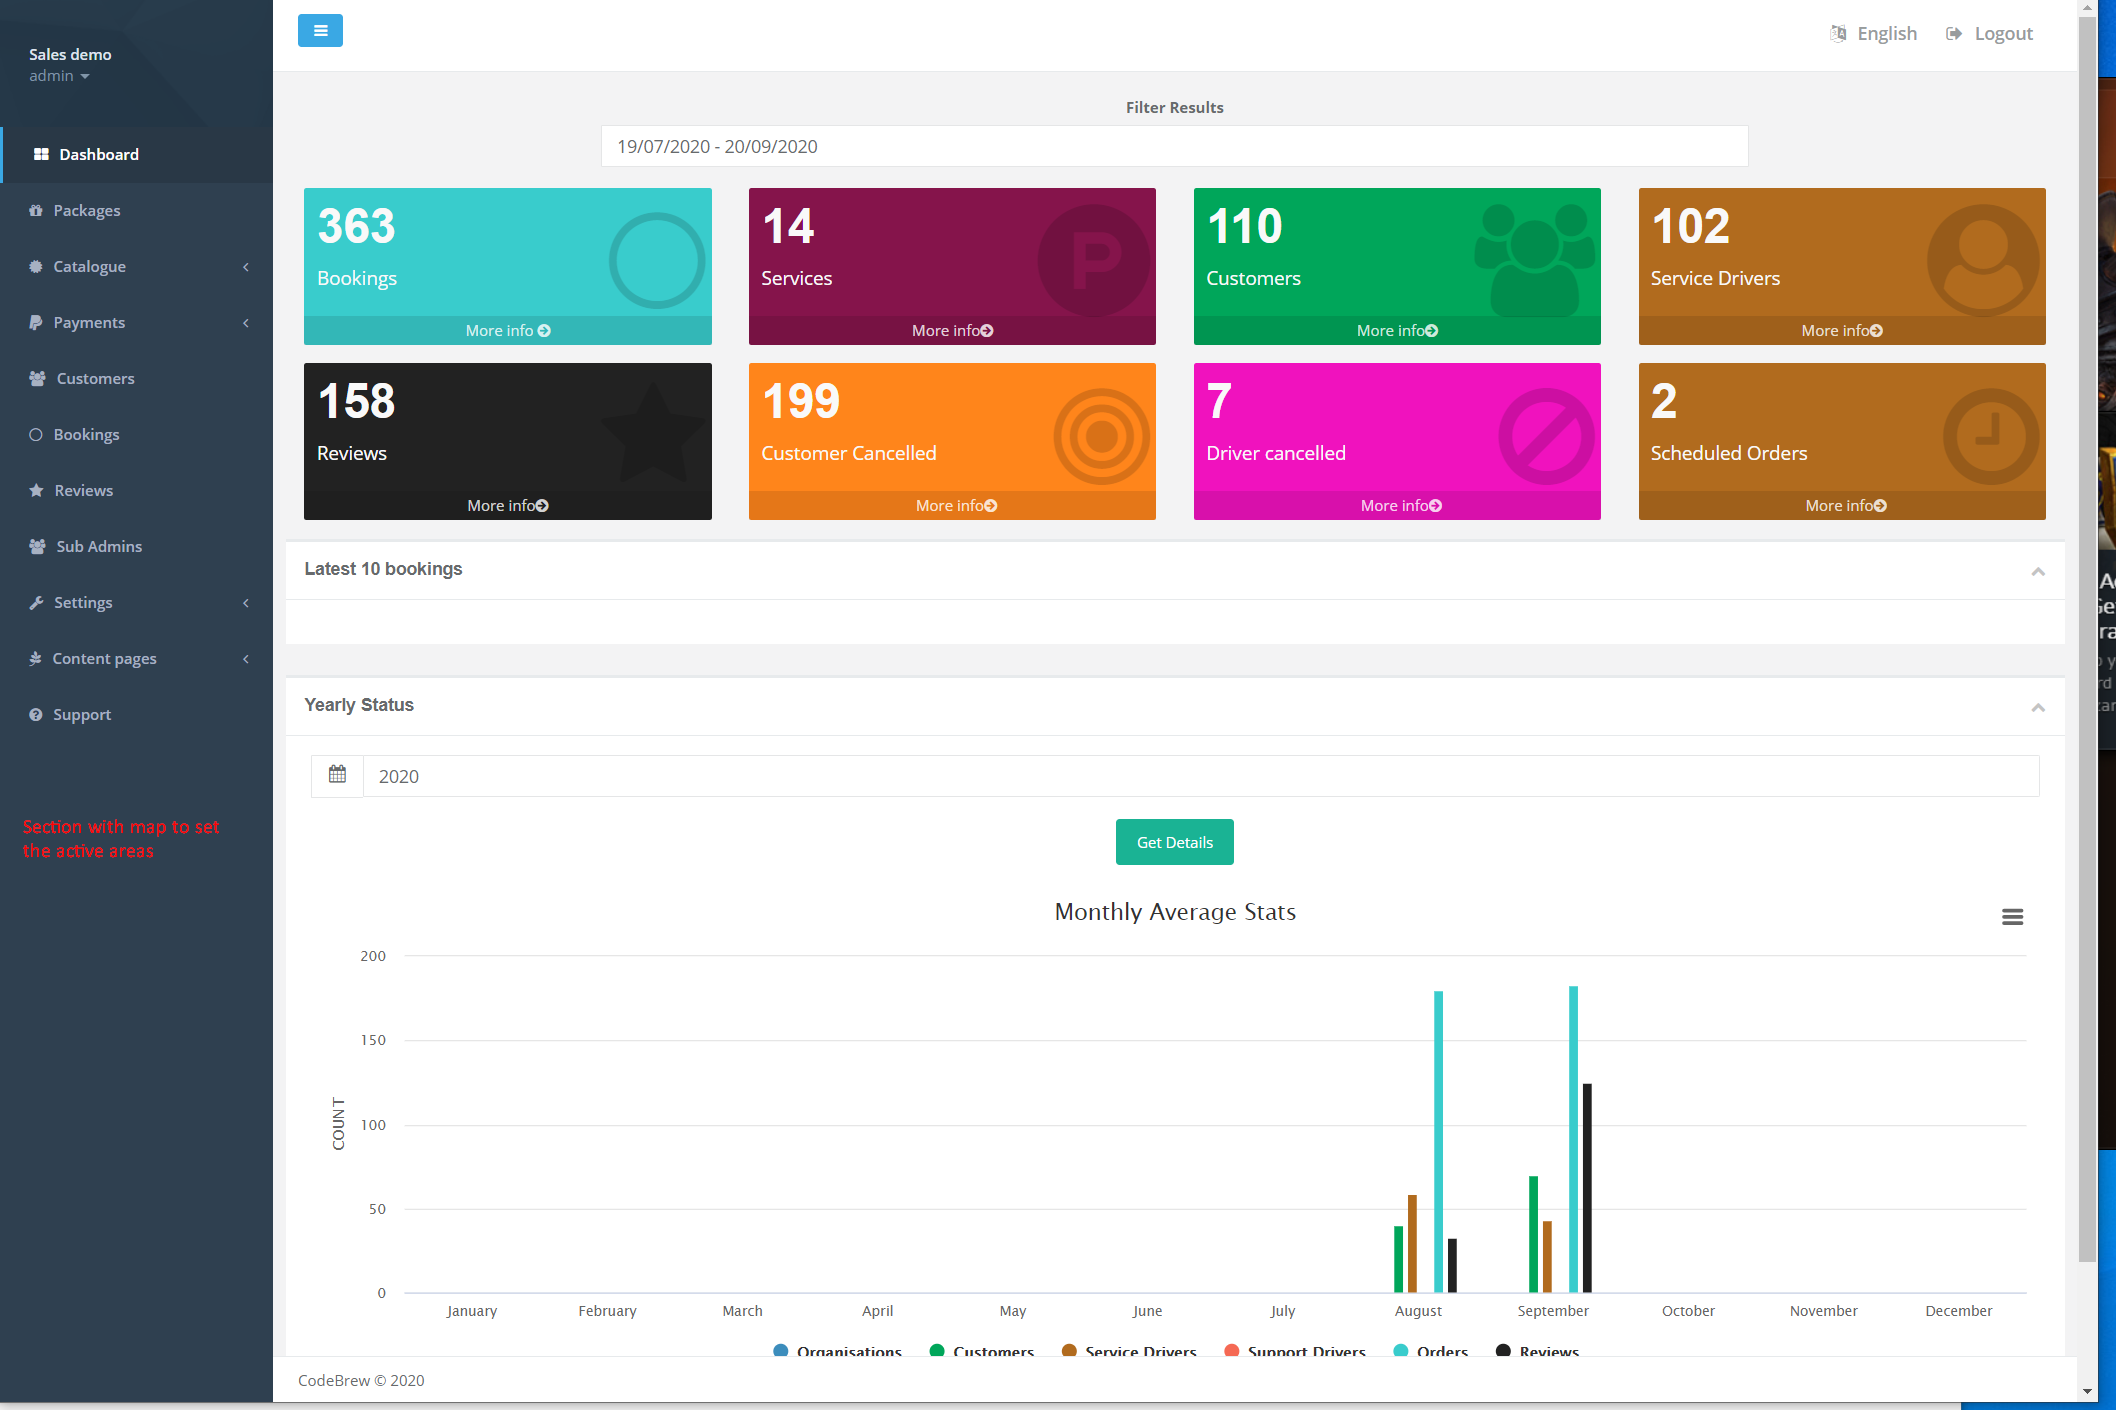 Sales demo
admin
English
Logout
Dashboard
Packages
Catalogue
Payments
Customers
Bookings
Reviews
Sub Admins
Settings
Content pages
Support
Section with map to set
the active areas
Filter Results
19/07/2020 - 20/09/2020
363
Bookings
More info
14
Services
More info
110
Customers
More info
102
Service Drivers
More info
158
Reviews
More info
199
Customer Cancelled
More info
7
Driver cancelled
More info
2
Scheduled Orders
More info
Latest 10 bookings
Yearly Status
2020
Get Details
Monthly Average Stats
COUNT
200
150
100
50
0
January February March April May June July August September October November December
Organisations Customers Service Drivers Support Drivers Orders Reviews
CodeBrew © 2020